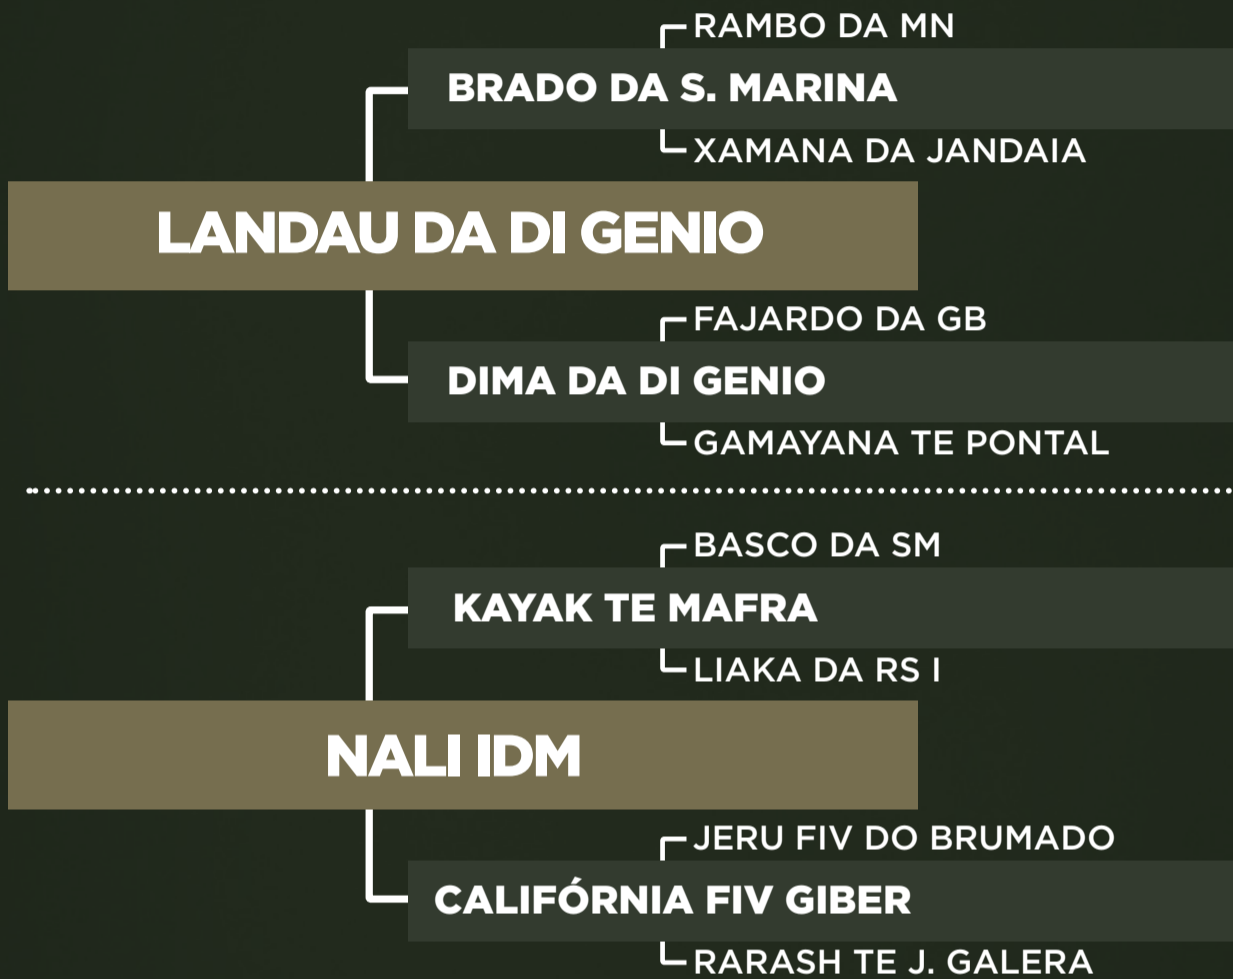 RAMBO DA MN
BRADO DA S. MARINA
XAMANA DA JANDAIA
LANDAU DA DI GENIO
FAJARDO DA GB
DIMA DA DI GENIO
GAMAYANA TE PONTAL
BASCO DA SM
KAYAK TE MAFRA
LIAKA DA RS I
NALI IDM
JERU FIV DO BRUMADO
CALIFÓRNIA FIV GIBER
RARASH TE J. GALERA